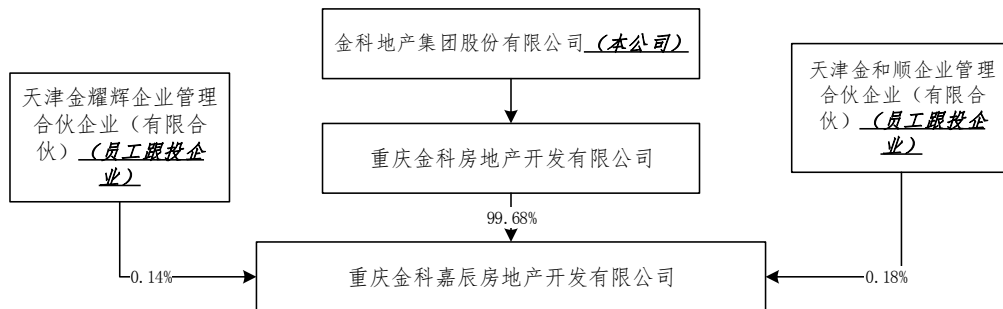 金科地产集团股份有限公司（本公司）
天津金耀辉企业管理
合伙企业（有限合
伙）（员工跟投企
业）
天津金和顺企业管理
合伙企业（有限合
伙）（员工跟投企
业）
重庆金科房地产开发有限公司
99.68%
0.14%
重庆金科嘉辰房地产开发有限公司
0.18%